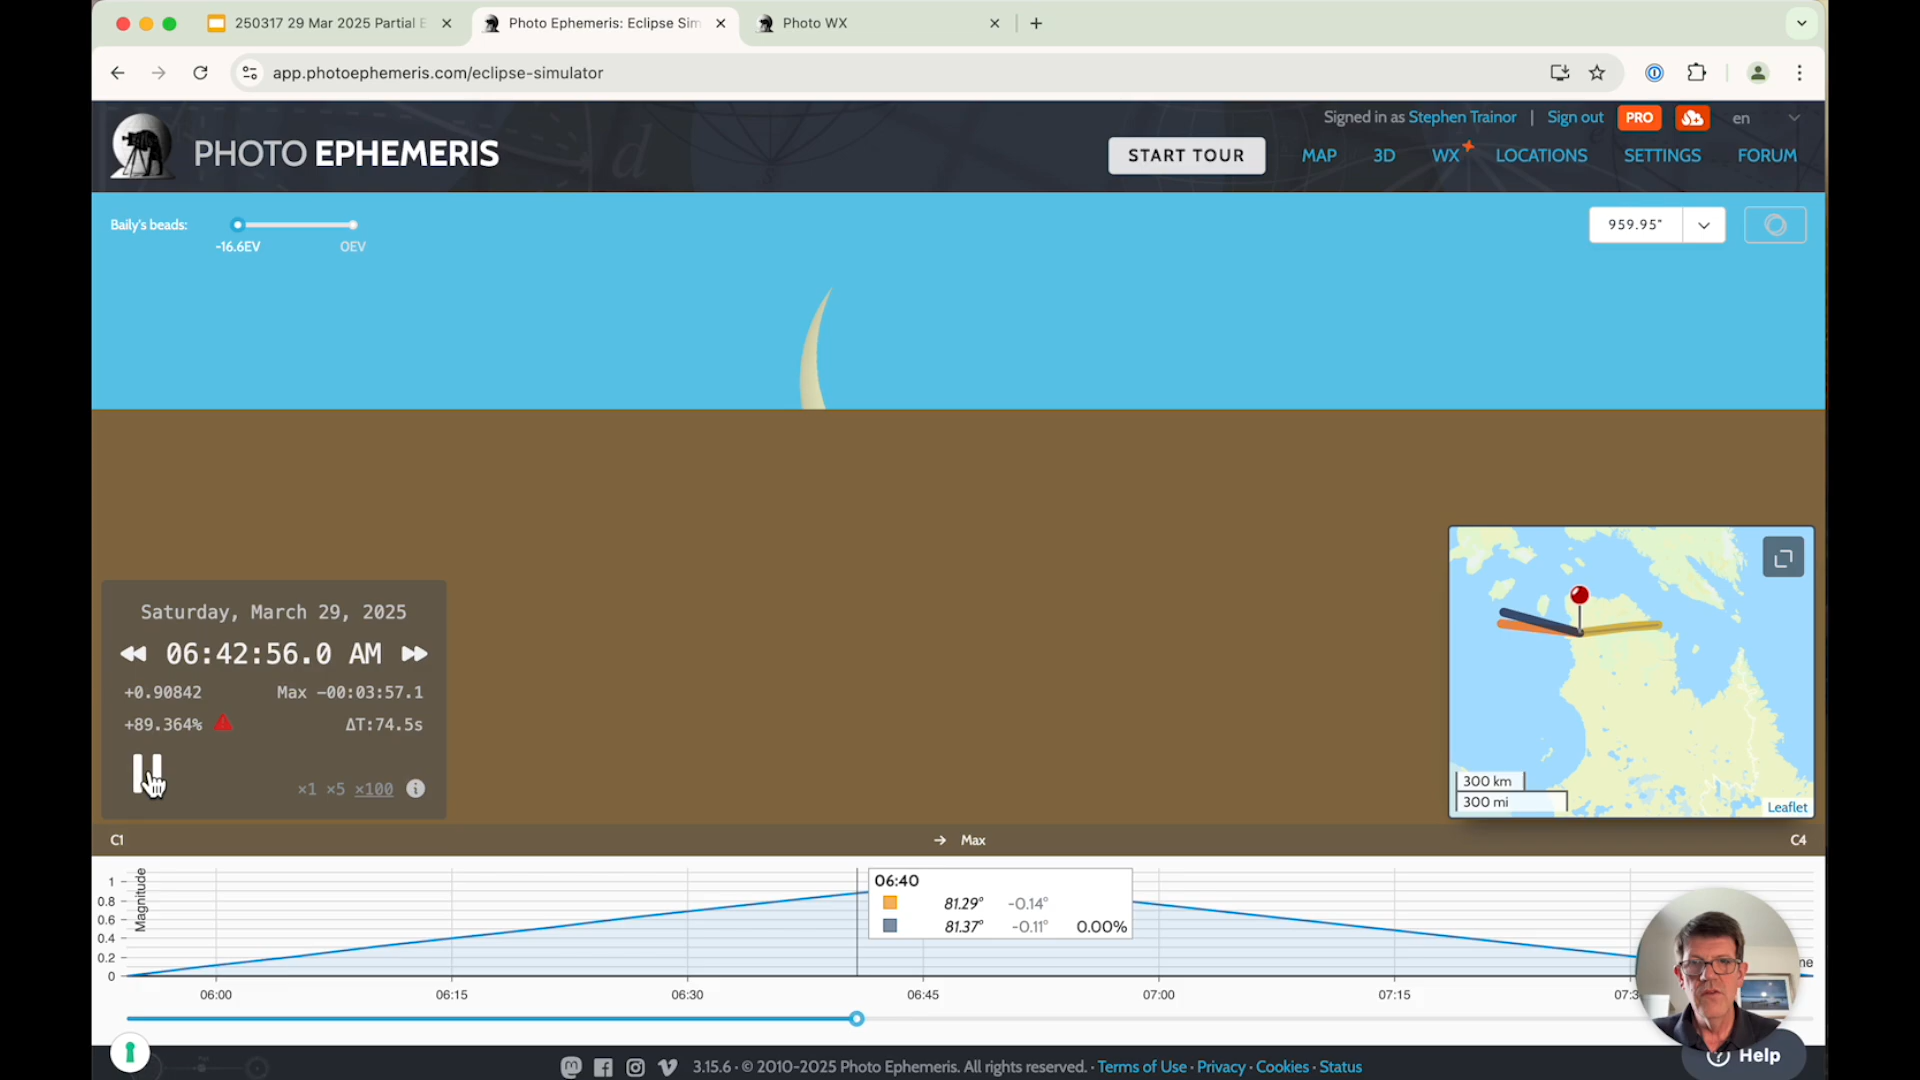 250317 29 Mar 2025 Partial E
Photo Ephemeris: Eclipse Sim
Photo WX
app.photoephemeris.com/eclipse-simulator
PHOTO EPHEMERIS
Signed in as Stephen Trainor | Sign out PRO en
START TOUR MAP 3D WX LOCATIONS SETTINGS FORUM
Baily's beads:
-16.6EV 0EV
959.95"
Saturday, March 29, 2025
06:42:56.0 AM
+0.90842 Max -00:03:57.1
+89.364% ΔT:74.5s
×1 ×5 ×100
300 km
300 mi
Leaflet
C1 → Max C4
Magnitude
1
0.8
0.6
0.4
0.2
0
06:40
81.29° -0.14°
81.37° -0.11° 0.00%
06:00 06:15 06:30 06:45 07:00 07:15 07:3
Help
3.15.6 · © 2010-2025 Photo Ephemeris. All rights reserved. · Terms of Use · Privacy · Cookies · Status